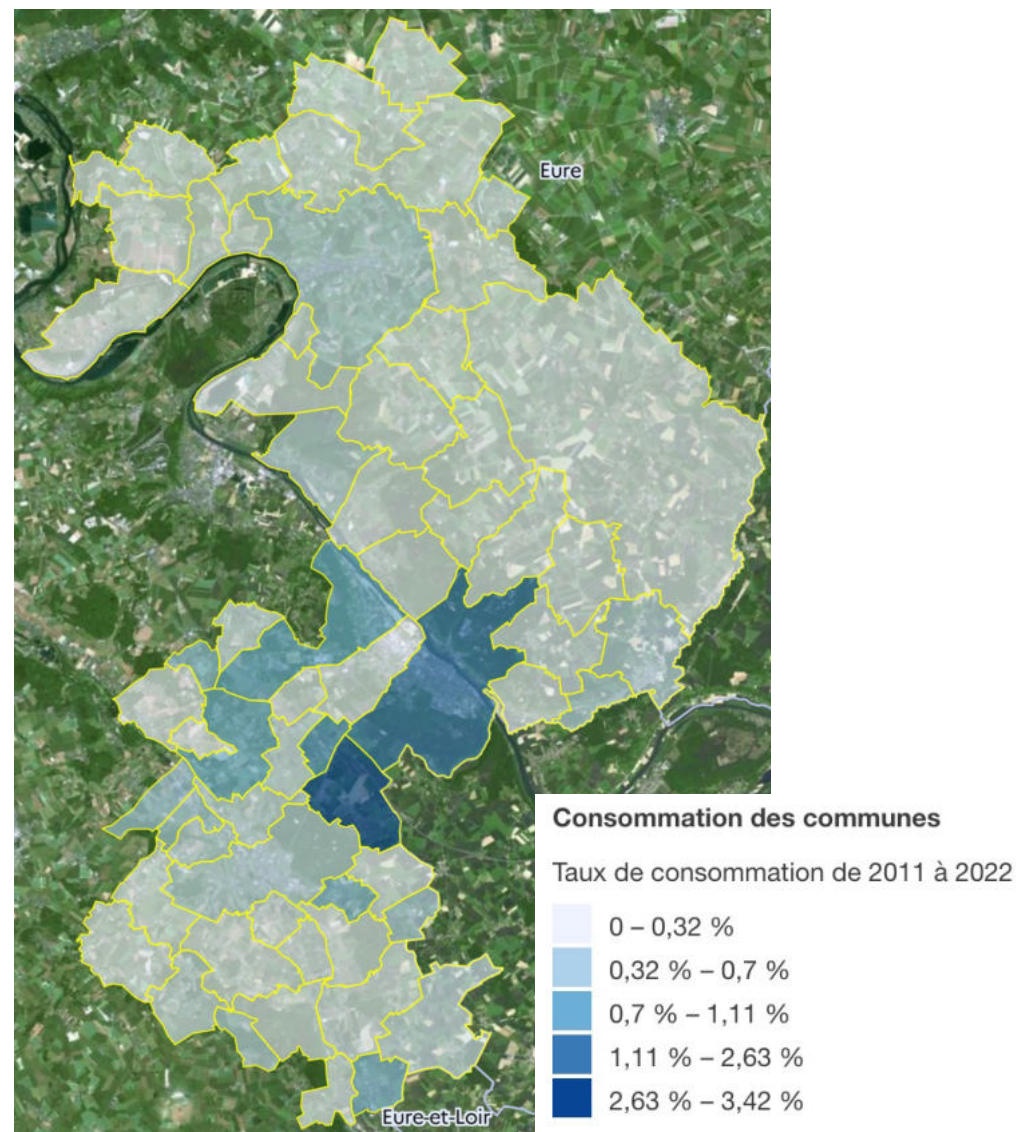 Eure
Consommation des communes
Taux de consommation de 2011 à 2022
0 – 0,32 %
0,32 % – 0,7 %
0,7 % – 1,11 %
1,11 % – 2,63 %
2,63 % – 3,42 %
Eure-et-Loir